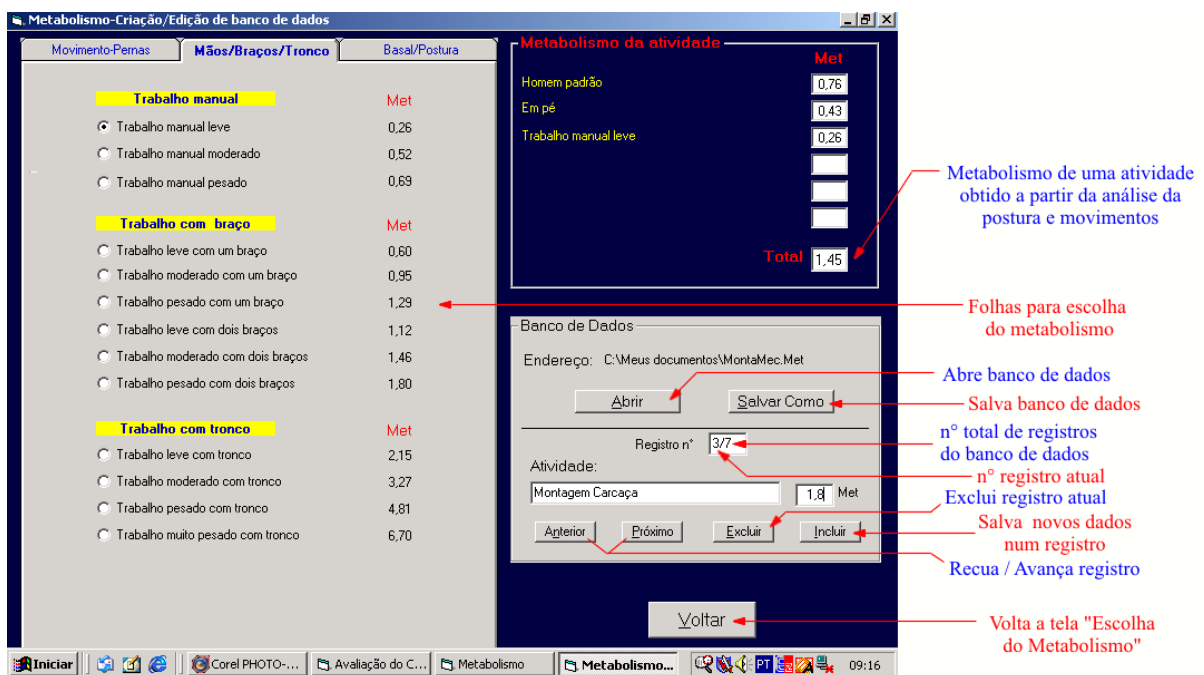 Metabolismo-Criação/Edição de banco de dados
Movimento-Pernas
Mãos/Braços/Tronco
Basal/Postura
Trabalho manual Met
Trabalho manual leve 0,26
Trabalho manual moderado 0,52
Trabalho manual pesado 0,69
Trabalho com braço Met
Trabalho leve com um braço 0,60
Trabalho moderado com um braço 0,95
Trabalho pesado com um braço 1,29
Trabalho leve com dois braços 1,12
Trabalho moderado com dois braços 1,46
Trabalho pesado com dois braços 1,80
Trabalho com tronco Met
Trabalho leve com tronco 2,15
Trabalho moderado com tronco 3,27
Trabalho pesado com tronco 4,81
Trabalho muito pesado com tronco 6,70
Metabolismo da atividade
Met
Homem padrão 0,76
Em pé 0,43
Trabalho manual leve 0,26
Total 1,45
Banco de Dados
Endereço: C:\Meus documentos\MontaMec.Met
Abrir Salvar Como
Registro n° 3/7
Atividade:
Montagem Carcaça 1,8 Met
Anterior Próximo Excluir Incluir
Voltar
Metabolismo de uma atividade
obtido a partir da análise da
postura e movimentos
Folhas para escolha
do metabolismo
Abre banco de dados
Salva banco de dados
n° total de registros
do banco de dados
n° registro atual
Exclui registro atual
Salva novos dados
num registro
Recua / Avança registro
Volta a tela "Escolha
do Metabolismo"
Iniciar Corel PHOTO-... Avaliação do C... Metabolismo Metabolismo... PT 09:16